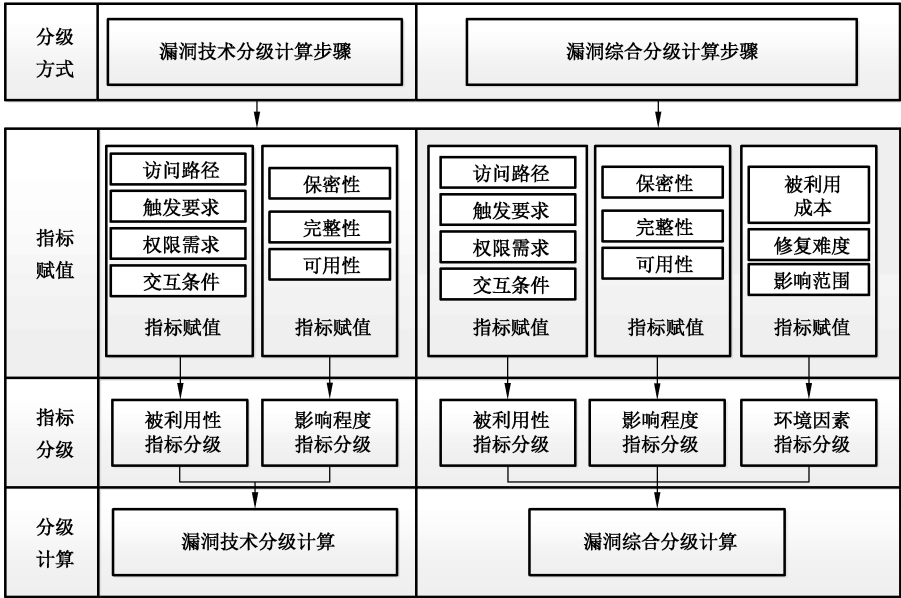 分级
方式
漏洞技术分级计算步骤
漏洞综合分级计算步骤
指标
赋值
访问路径
触发要求
权限需求
交互条件
指标赋值
保密性
完整性
可用性
指标赋值
访问路径
触发要求
权限需求
交互条件
指标赋值
保密性
完整性
可用性
指标赋值
被利用
成本
修复难度
影响范围
指标赋值
指标
分级
被利用性
指标分级
影响程度
指标分级
被利用性
指标分级
影响程度
指标分级
环境因素
指标分级
分级
计算
漏洞技术分级计算
漏洞综合分级计算